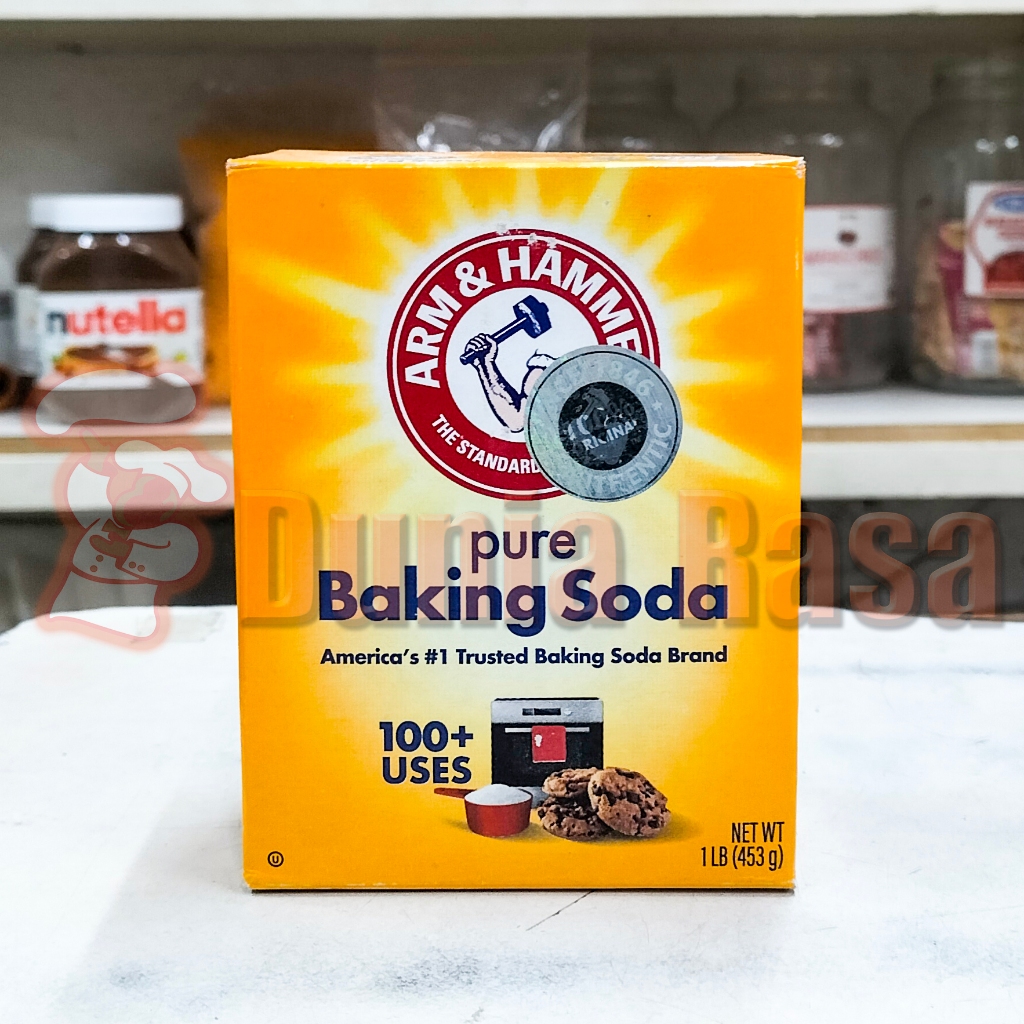 ARM & HAMME
THE STANDARD
ORIGINAL
nutella
Dunia Rasa
pure
Baking Soda
America's #1 Trusted Baking Soda Brand
100+
USES
NET WT
1 LB (453 g)
U